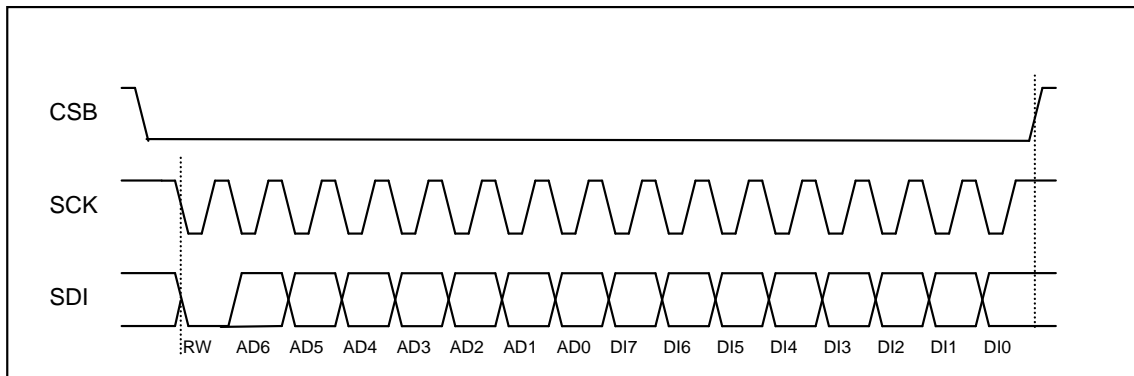 CSB
SCK
SDI
RW AD6 AD5 AD4 AD3 AD2 AD1 AD0 DI7 DI6 DI5 DI4 DI3 DI2 DI1 DI0